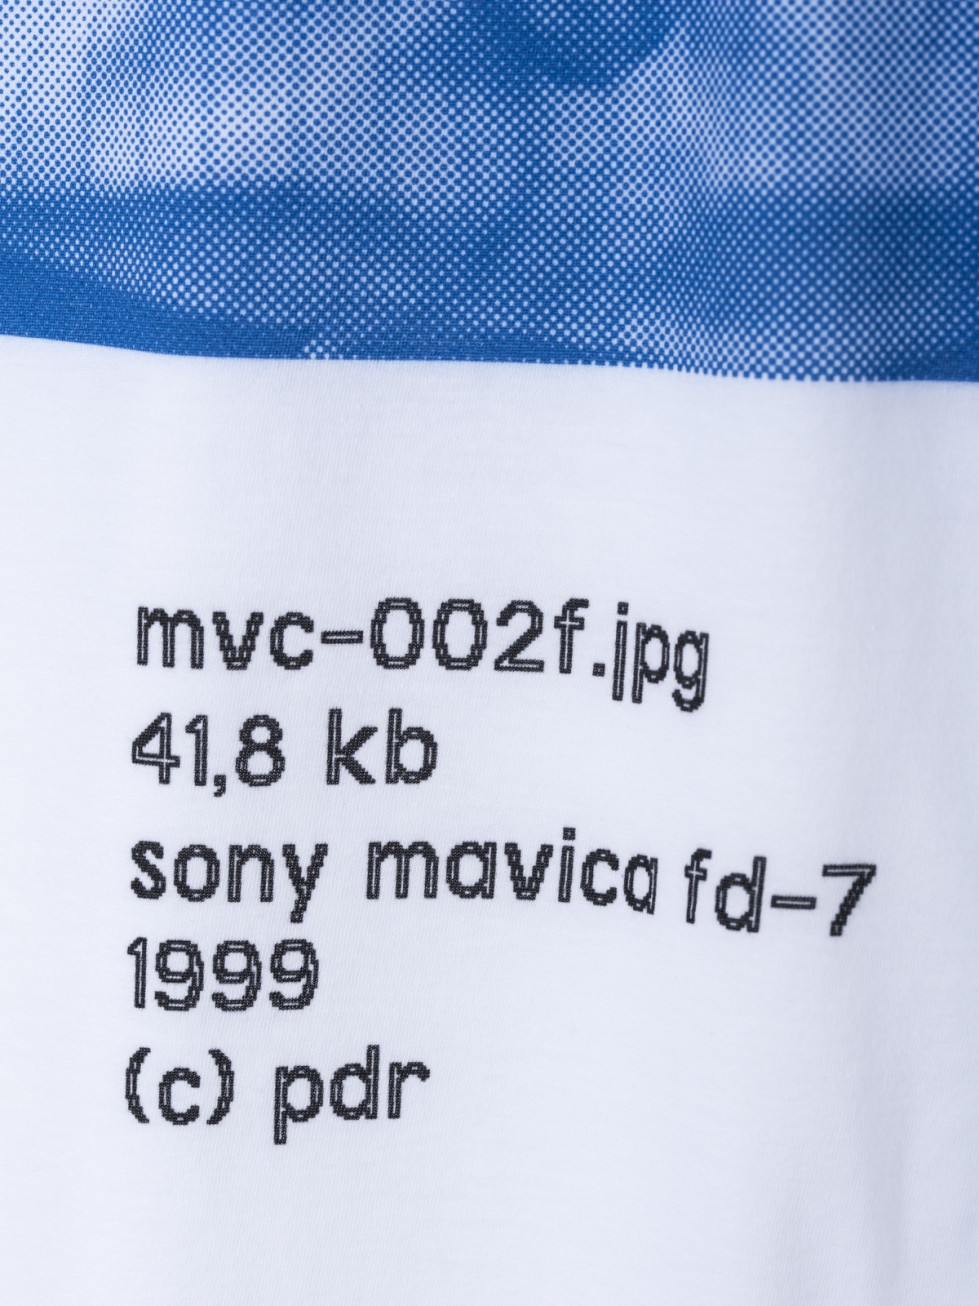 mvc-002f.jpg
41,8 kb
sony mavica fd-7
1999
(c) pdr